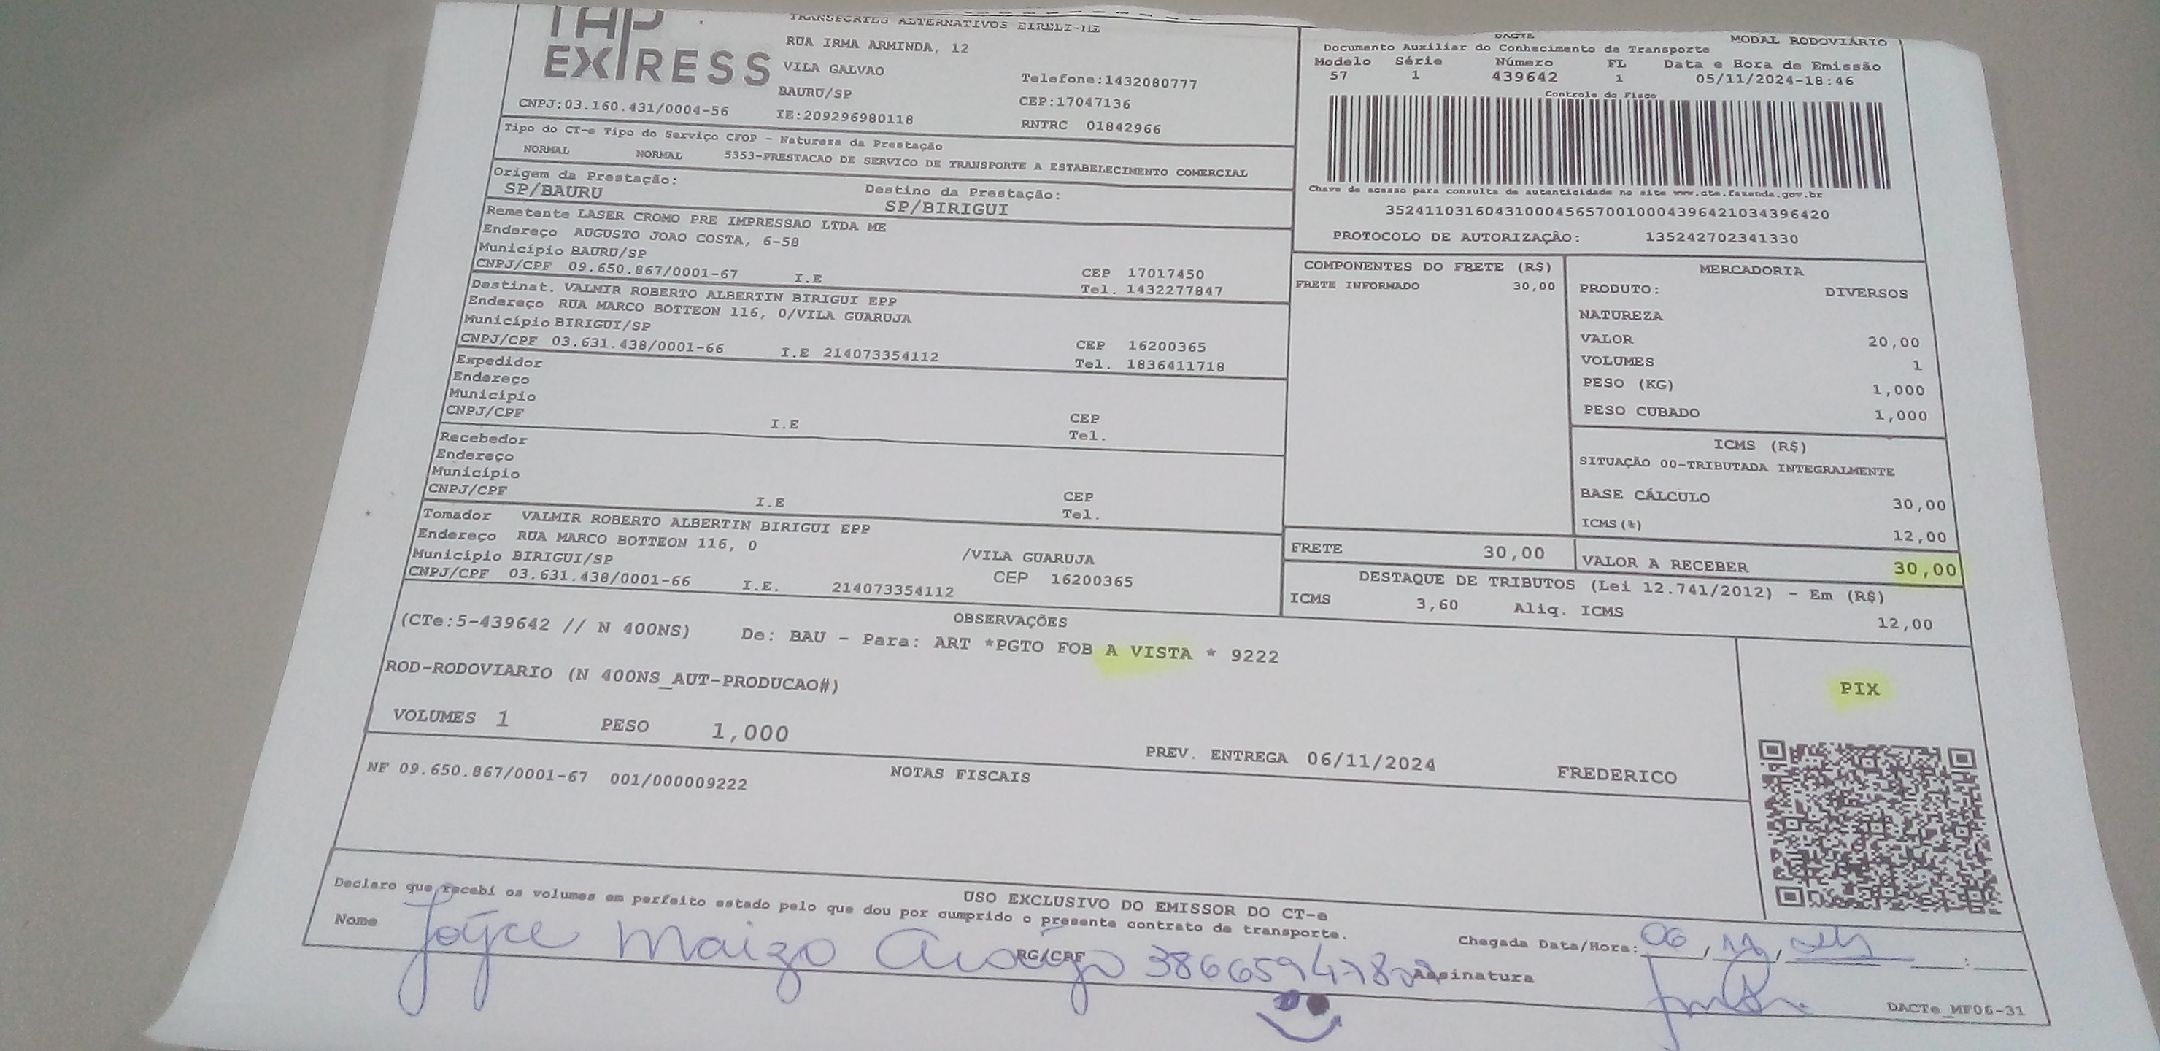 TAP
EXPRESS
TRANSPORTES ALTERNATIVOS EIRELI-ME
RUA IRMA ARMINDA, 12
VILA GALVAO
BAURU/SP
Telefone:1432080777
CEP:17047136
CNPJ:03.160.431/0004-56
IE:209296980118
RNTRC 01842966
DACTE
MODAL RODOVIÁRIO
Documento Auxiliar do Conhecimento de Transporte
Modelo Série Número FL Data e Hora de Emissão
57 1 439642 1 05/11/2024-18:46
Controle do Fisco
Chave de acesso para consulta de autenticidade no site www.cte.fazenda.gov.br
35241103160431000456570010004396421034396420
PROTOCOLO DE AUTORIZAÇÃO: 135242702341330
Tipo do CT-e Tipo do Serviço CFOP - Natureza da Prestação
NORMAL NORMAL 5353-PRESTACAO DE SERVICO DE TRANSPORTE A ESTABELECIMENTO COMERCIAL
Origem da Prestação: Destino da Prestação:
SP/BAURU SP/BIRIGUI
Remetente LASER CROMO PRE IMPRESSAO LTDA ME
Endereço AUGUSTO JOAO COSTA, 6-58
Município BAURU/SP CEP 17017450
CNPJ/CPF 09.650.867/0001-67 I.E Tel. 1432277847
Destinat. VALMIR ROBERTO ALBERTIN BIRIGUI EPP
Endereço RUA MARCO BOTTEON 116, 0/VILA GUARUJA
Município BIRIGUI/SP CEP 16200365
CNPJ/CPF 03.631.438/0001-66 I.E 214073354112 Tel. 1836411718
Expedidor
Endereço
Município CEP
CNPJ/CPF I.E Tel.
Recebedor
Endereço
Município CEP
CNPJ/CPF I.E Tel.
Tomador VALMIR ROBERTO ALBERTIN BIRIGUI EPP
Endereço RUA MARCO BOTTEON 116, 0 /VILA GUARUJA
Município BIRIGUI/SP CEP 16200365
CNPJ/CPF 03.631.438/0001-66 I.E. 214073354112
COMPONENTES DO FRETE (R$)
FRETE INFORMADO 30,00
MERCADORIA
PRODUTO: DIVERSOS
NATUREZA
VALOR 20,00
VOLUMES 1
PESO (KG) 1,000
PESO CUBADO 1,000
ICMS (R$)
SITUAÇÃO 00-TRIBUTADA INTEGRALMENTE
BASE CÁLCULO 30,00
ICMS(%) 12,00
FRETE 30,00 VALOR A RECEBER 30,00
DESTAQUE DE TRIBUTOS (Lei 12.741/2012) - Em (R$)
ICMS 3,60 Aliq. ICMS 12,00
OBSERVAÇÕES
(CTe:5-439642 // N 400NS) De: BAU - Para: ART *PGTO FOB A VISTA * 9222
ROD-RODOVIARIO (N 400NS_AUT-PRODUCAO#)
VOLUMES 1 PESO 1,000
PREV. ENTREGA 06/11/2024 FREDERICO
PIX
NOTAS FISCAIS
NF 09.650.867/0001-67 001/000009222
USO EXCLUSIVO DO EMISSOR DO CT-e
Declaro que recebi os volumes em perfeito estado pelo que dou por cumprido o presente contrato de transporte.
Nome Joyce RG/CPF Assinatura
Chegada Data/Hora: 06
DACTe_MF06-31